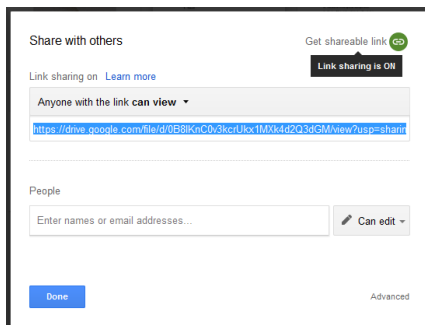 Share with others
Get shareable link
Link sharing is ON
Link sharing on Learn more
Anyone with the link can view
https://drive.google.com/file/d/0B8IKnC0v3kcrUkx1MXk4d2Q3dGM/view?usp=sharin
People
Enter names or email addresses...
Can edit
Done
Advanced